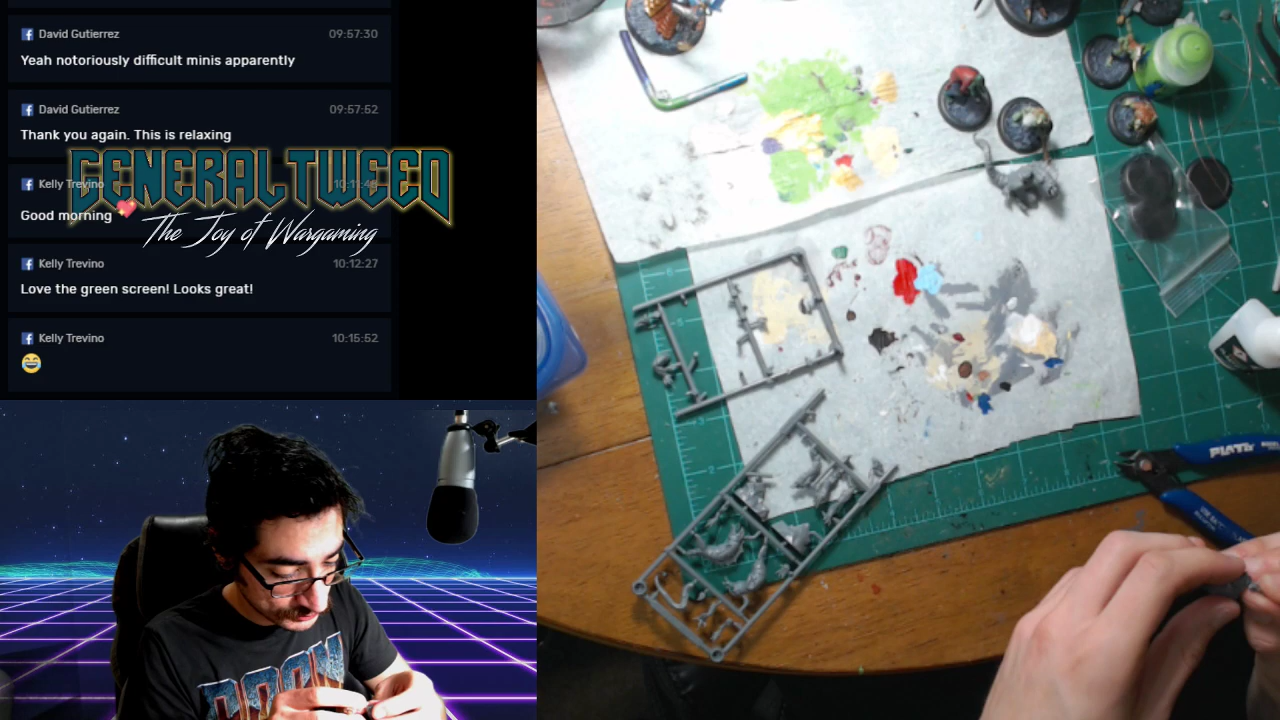 David Gutierrez 09:57:30
Yeah notoriously difficult minis apparently
David Gutierrez 09:57:52
Thank you again. This is relaxing
GENERAL TWEED
Kelly Trevino
Good morning 💖
The Joy of Wargaming
Kelly Trevino 10:12:27
Love the green screen! Looks great!
Kelly Trevino 10:15:52
😂
DOOM